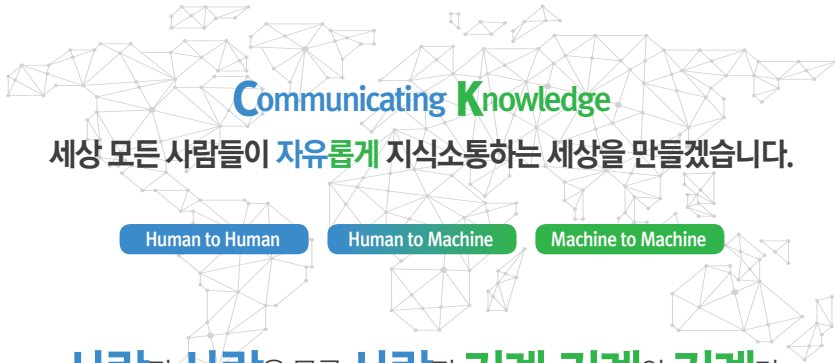 Communicating Knowledge
세상 모든 사람들이 자유롭게 지식소통하는 세상을 만들겠습니다.
Human to Human Human to Machine Machine to Machine